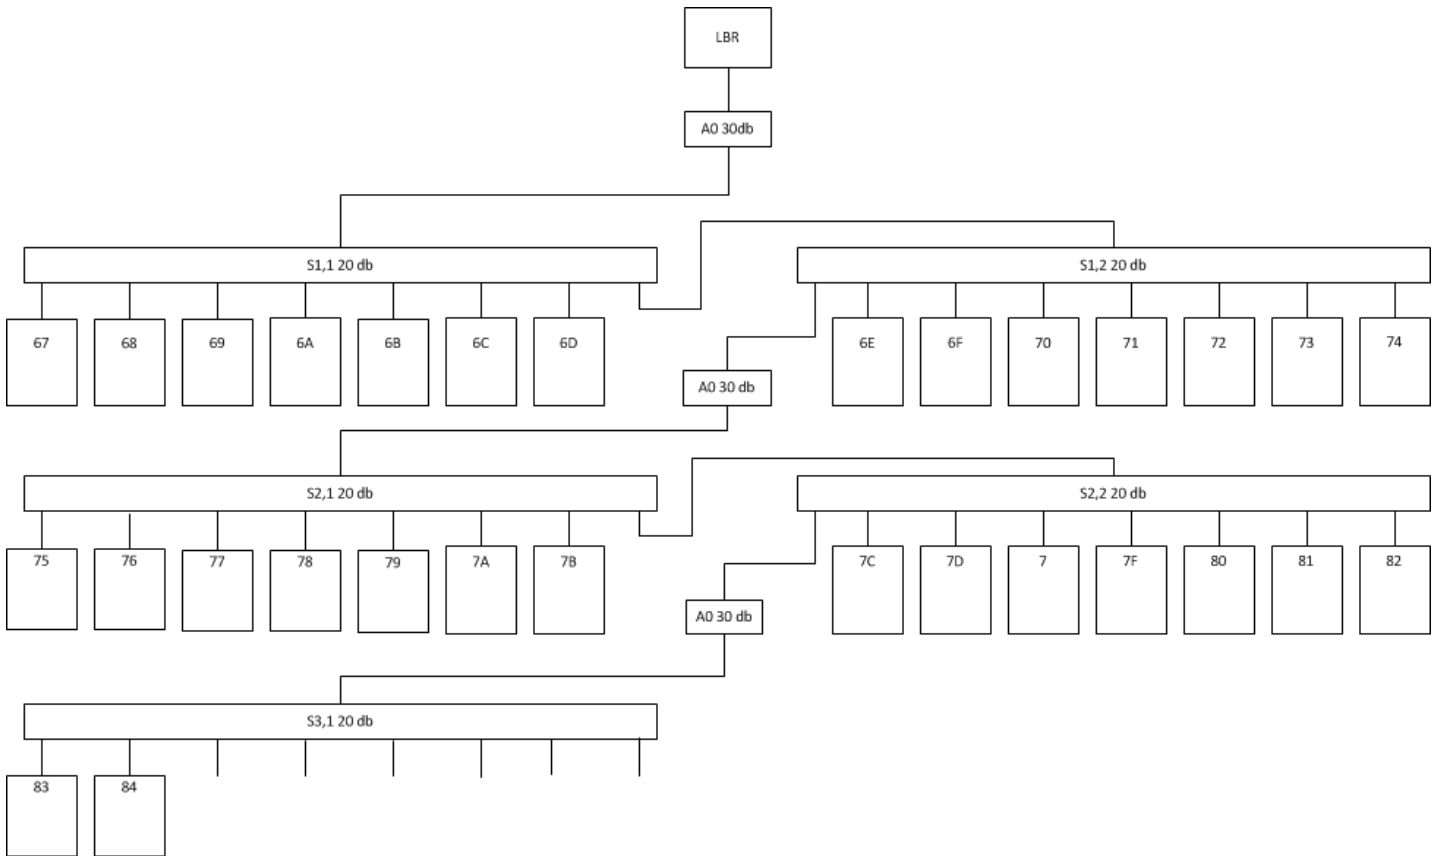 LBR
A0 30db
S1,1 20 db
S1,2 20 db
67
68
69
6A
6B
6C
6D
6E
6F
70
71
72
73
74
A0 30 db
S2,1 20 db
S2,2 20 db
75
76
77
78
79
7A
7B
7C
7D
7
7F
80
81
82
A0 30 db
S3,1 20 db
83
84